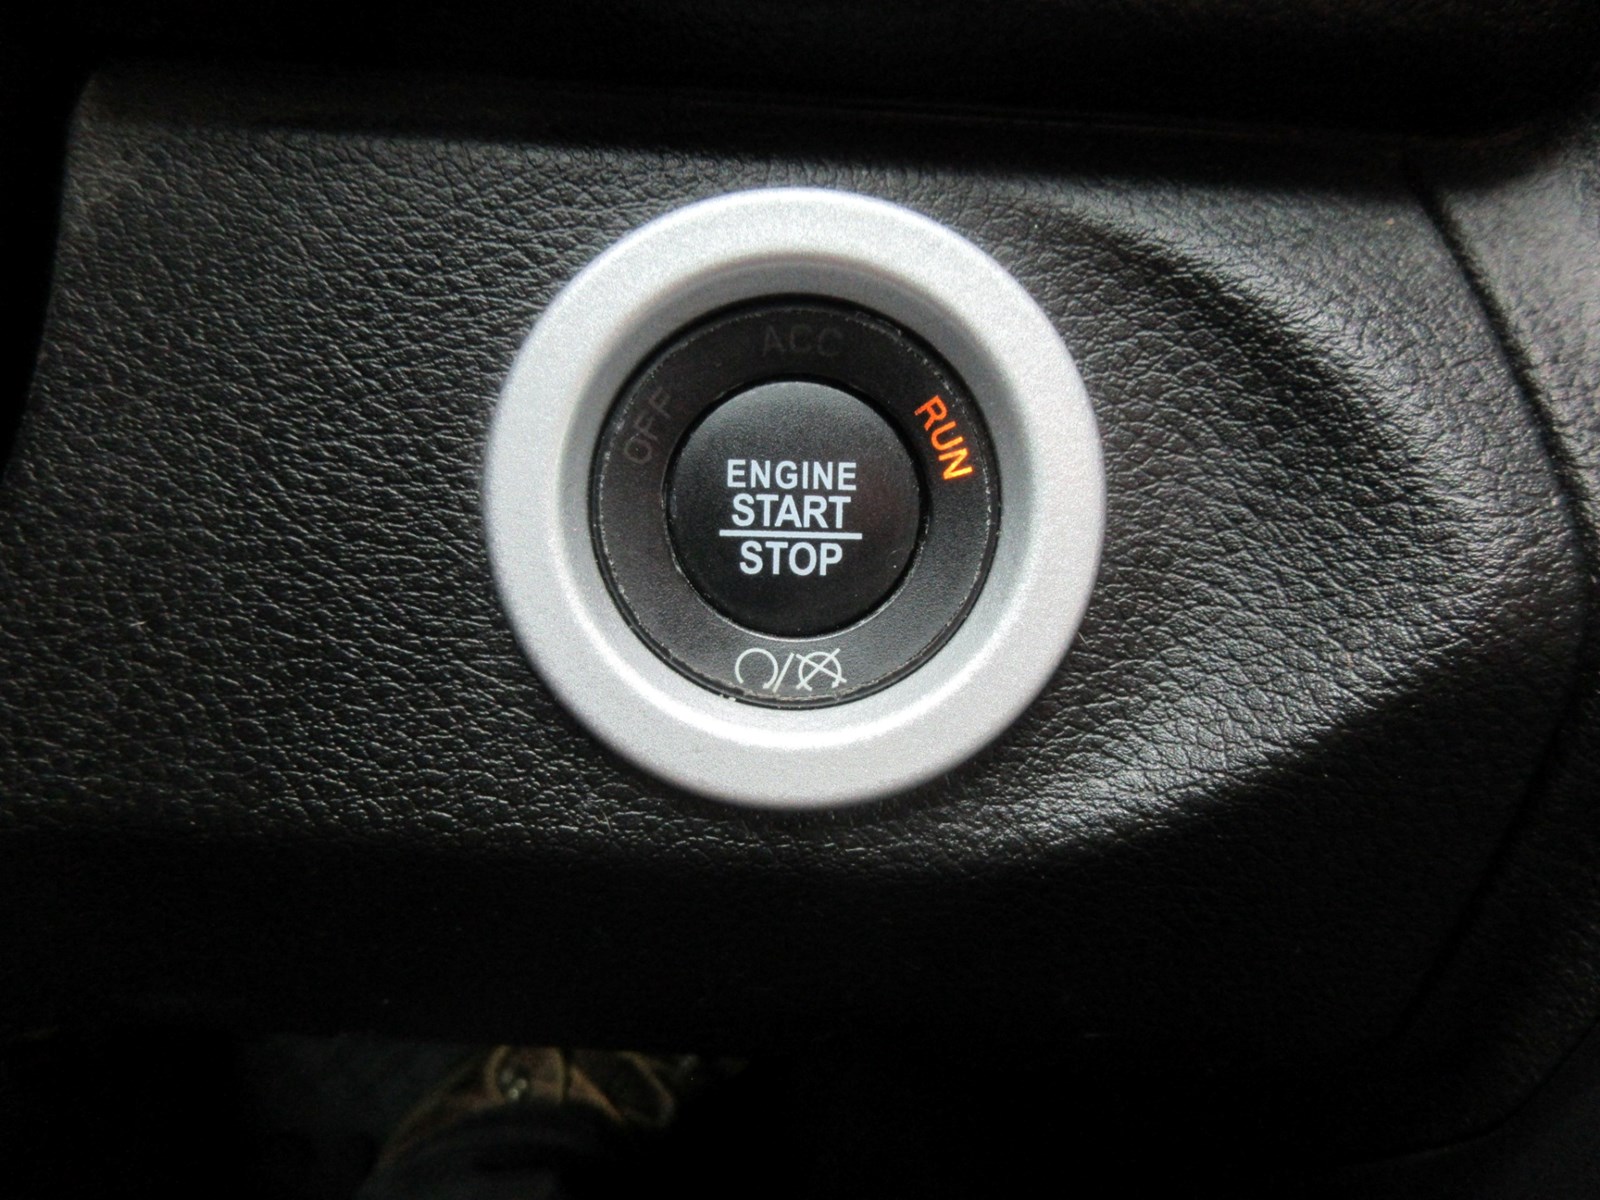 ACC
OFF
RUN
ENGINE
START
STOP